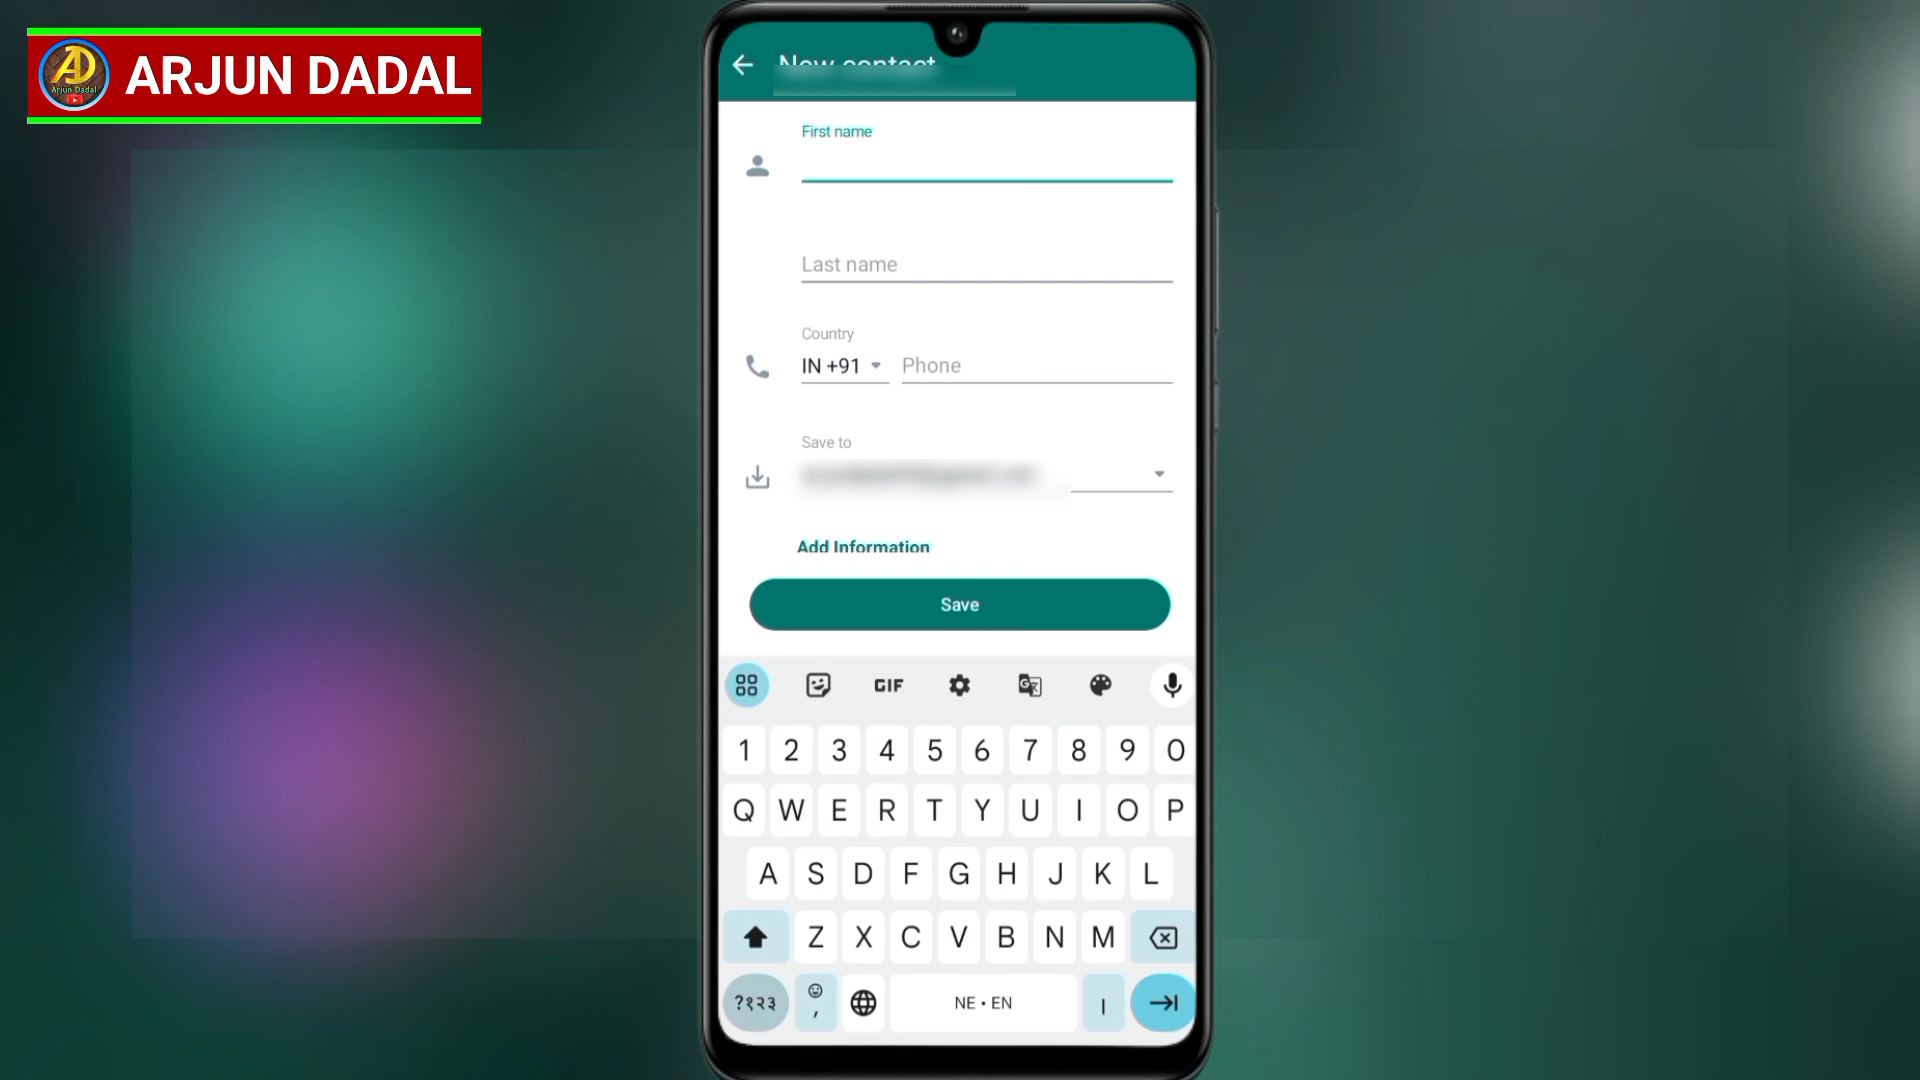 Arjun Dadal
ARJUN DADAL
New contact
First name
Last name
Country
IN +91
Phone
Save to
Add Information
Save
GIF
1 2 3 4 5 6 7 8 9 0
Q W E R T Y U I O P
A S D F G H J K L
Z X C V B N M
?१२३ , NE • EN ।